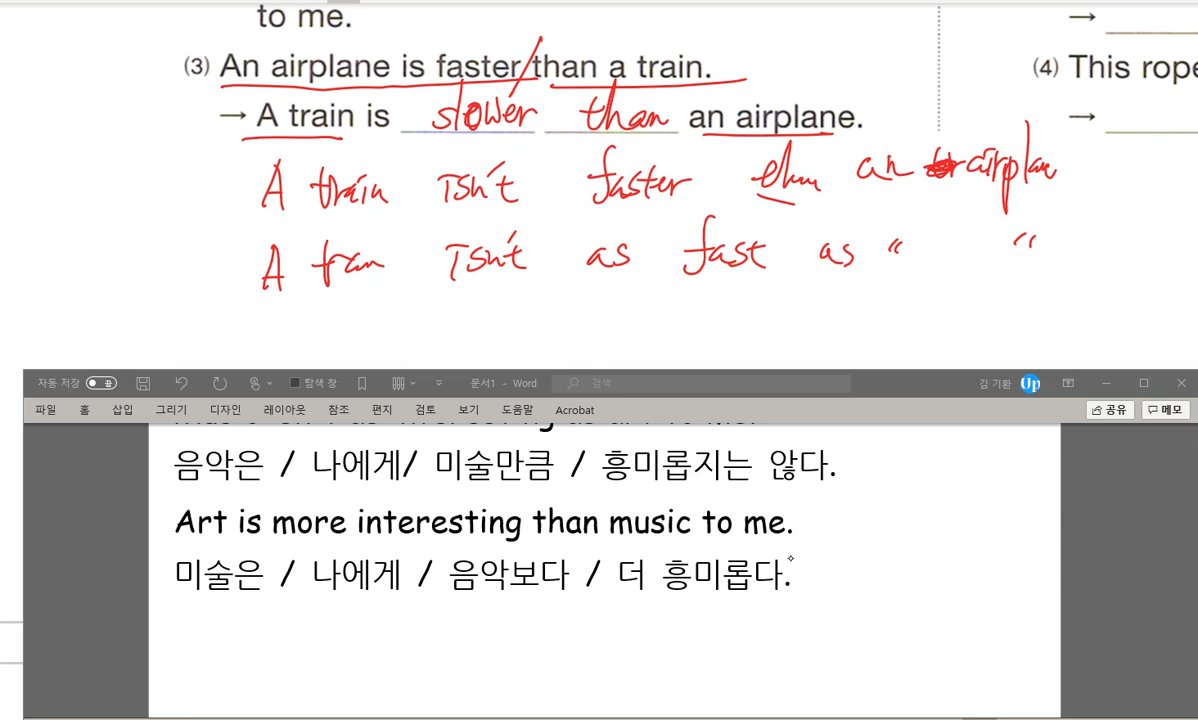 to me.
(3) An airplane is faster than a train.
→ A train is slower than an airplane.
A train isn't faster than an airplane
A train isn't as fast as “ “
→
(4) This rope
→
자동 저장 끔 탐색 창 문서1 - Word 검색 김 기환 Up
파일 홈 삽입 그리기 디자인 레이아웃 참조 편지 검토 보기 도움말 Acrobat 공유 메모
음악은 / 나에게/ 미술만큼 / 흥미롭지는 않다.
Art is more interesting than music to me.
미술은 / 나에게 / 음악보다 / 더 흥미롭다.